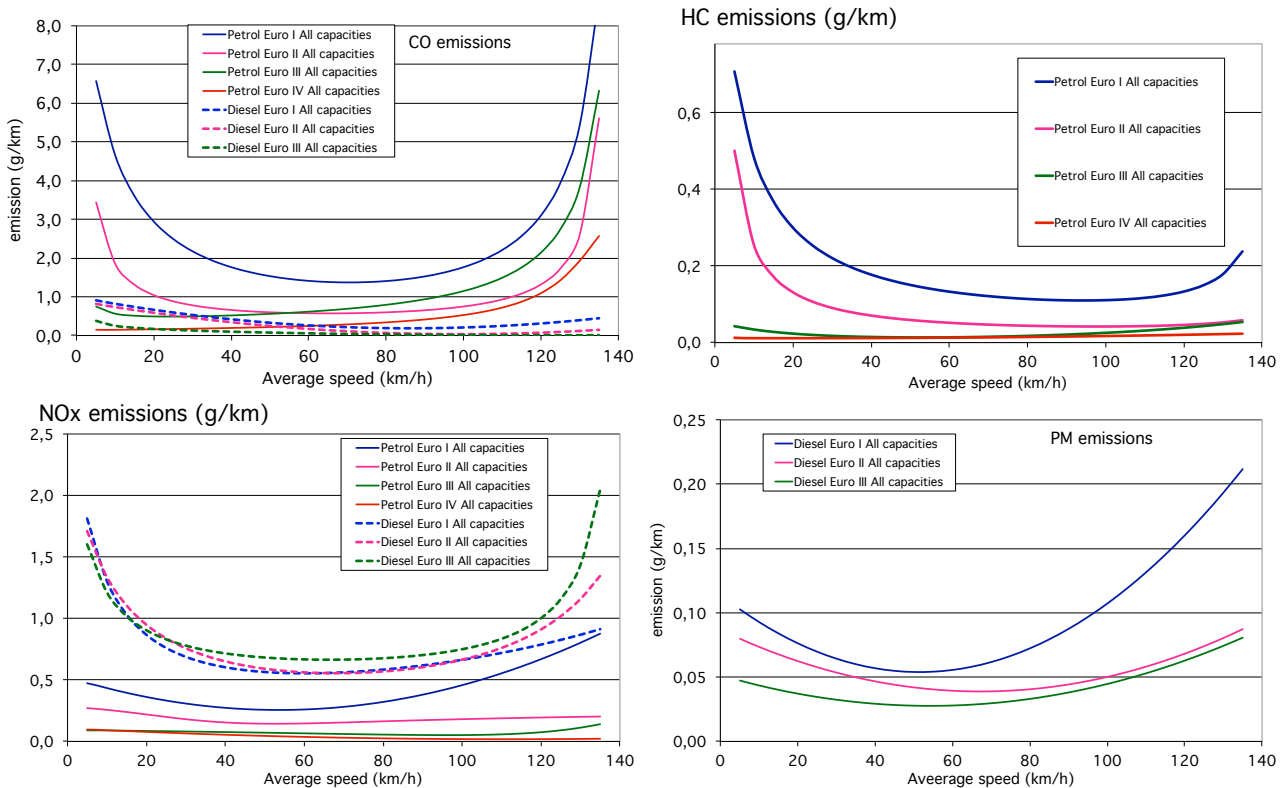 CO emissions
emission (g/km)
8,0
7,0
6,0
5,0
4,0
3,0
2,0
1,0
0,0
Petrol Euro I All capacities
Petrol Euro II All capacities
Petrol Euro III All capacities
Petrol Euro IV All capacities
Diesel Euro I All capacities
Diesel Euro II All capacities
Diesel Euro III All capacities
0 20 40 60 80 100 120 140
Average speed (km/h)
HC emissions (g/km)
0,6
0,4
0,2
0,0
Petrol Euro I All capacities
Petrol Euro II All capacities
Petrol Euro III All capacities
Petrol Euro IV All capacities
0 20 40 60 80 100 120 140
Average speed (km/h)
NOx emissions (g/km)
2,5
2,0
1,5
1,0
0,5
0,0
Petrol Euro I All capacities
Petrol Euro II All capacities
Petrol Euro III All capacities
Petrol Euro IV All capacities
Diesel Euro I All capacities
Diesel Euro II All capacities
Diesel Euro III All capacities
0 20 40 60 80 100 120 140
Average speed (km/h)
PM emissions
emission (g/km)
0,25
0,20
0,15
0,10
0,05
0,00
Diesel Euro I All capacities
Diesel Euro II All capacities
Diesel Euro III All capacities
0 20 40 60 80 100 120 140
Aveerage speed (km/h)